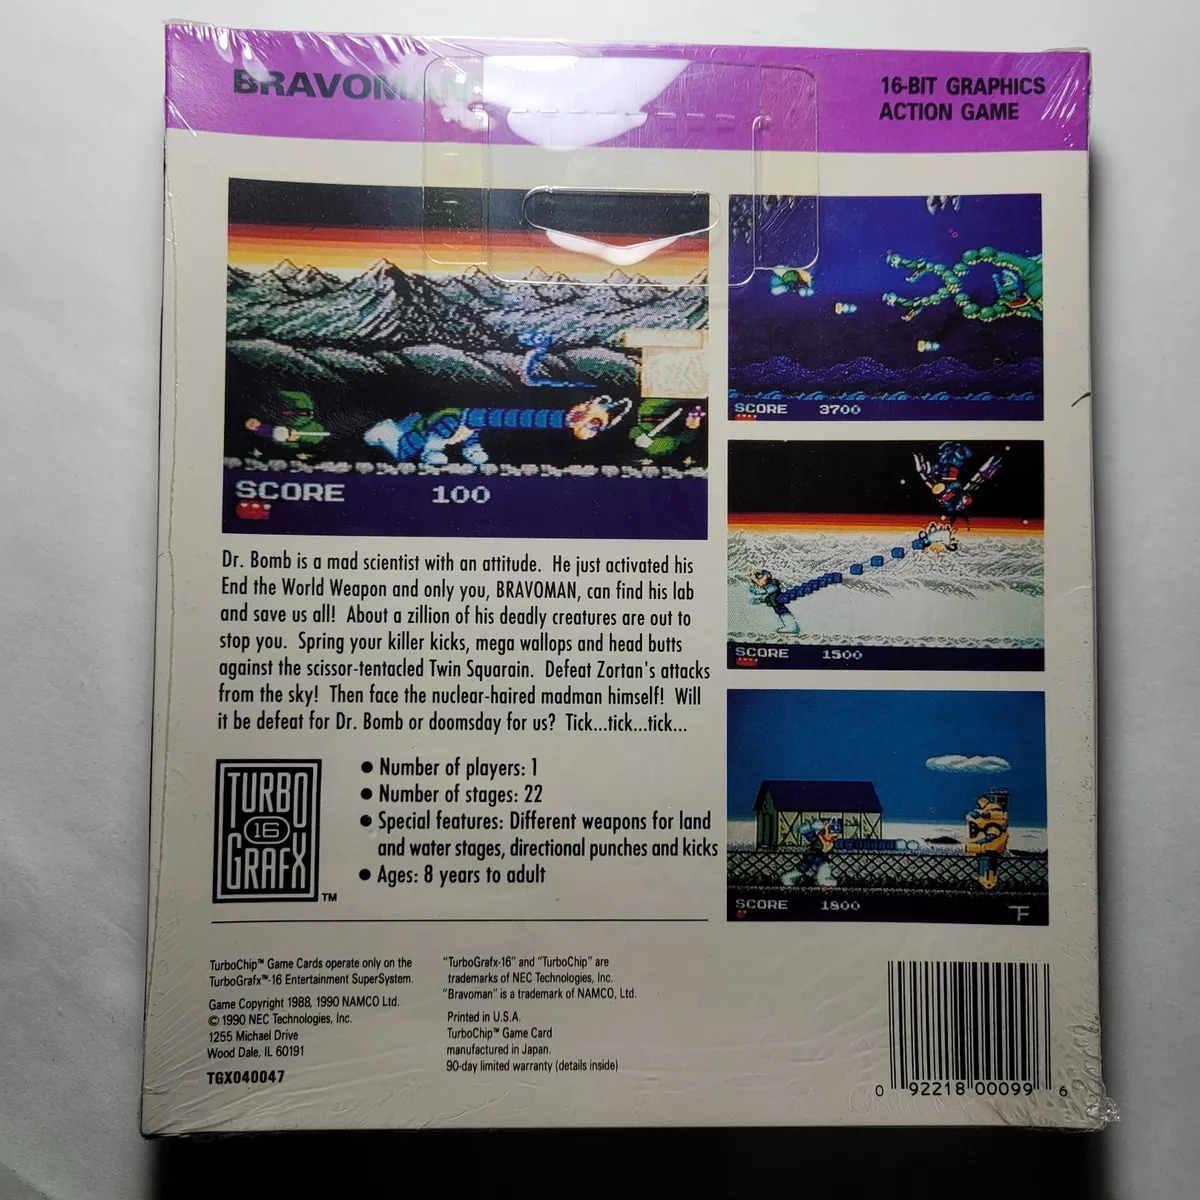 BRAVOMAN
16-BIT GRAPHICS
ACTION GAME
SCORE 100
SCORE 3700
SCORE 1500
SCORE 1800
Dr. Bomb is a mad scientist with an attitude. He just activated his
End the World Weapon and only you, BRAVOMAN, can find his lab
and save us all! About a zillion of his deadly creatures are out to
stop you. Spring your killer kicks, mega wallops and head butts
against the scissor-tentacled Twin Squarain. Defeat Zortan's attacks
from the sky! Then face the nuclear-haired madman himself! Will
it be defeat for Dr. Bomb or doomsday for us? Tick...tick...tick...
TURBO
16
GRAFX
TM
• Number of players: 1
• Number of stages: 22
• Special features: Different weapons for land
and water stages, directional punches and kicks
• Ages: 8 years to adult
TurboChip™ Game Cards operate only on the
TurboGrafx™-16 Entertainment SuperSystem.
Game Copyright 1988, 1990 NAMCO Ltd.
© 1990 NEC Technologies, Inc.
1255 Michael Drive
Wood Dale, IL 60191
TGX040047
"TurboGrafx-16" and "TurboChip" are
trademarks of NEC Technologies, Inc.
"Bravoman" is a trademark of NAMCO, Ltd.
Printed in U.S.A.
TurboChip™ Game Card
manufactured in Japan.
90-day limited warranty (details inside)
0 92218 00099 6